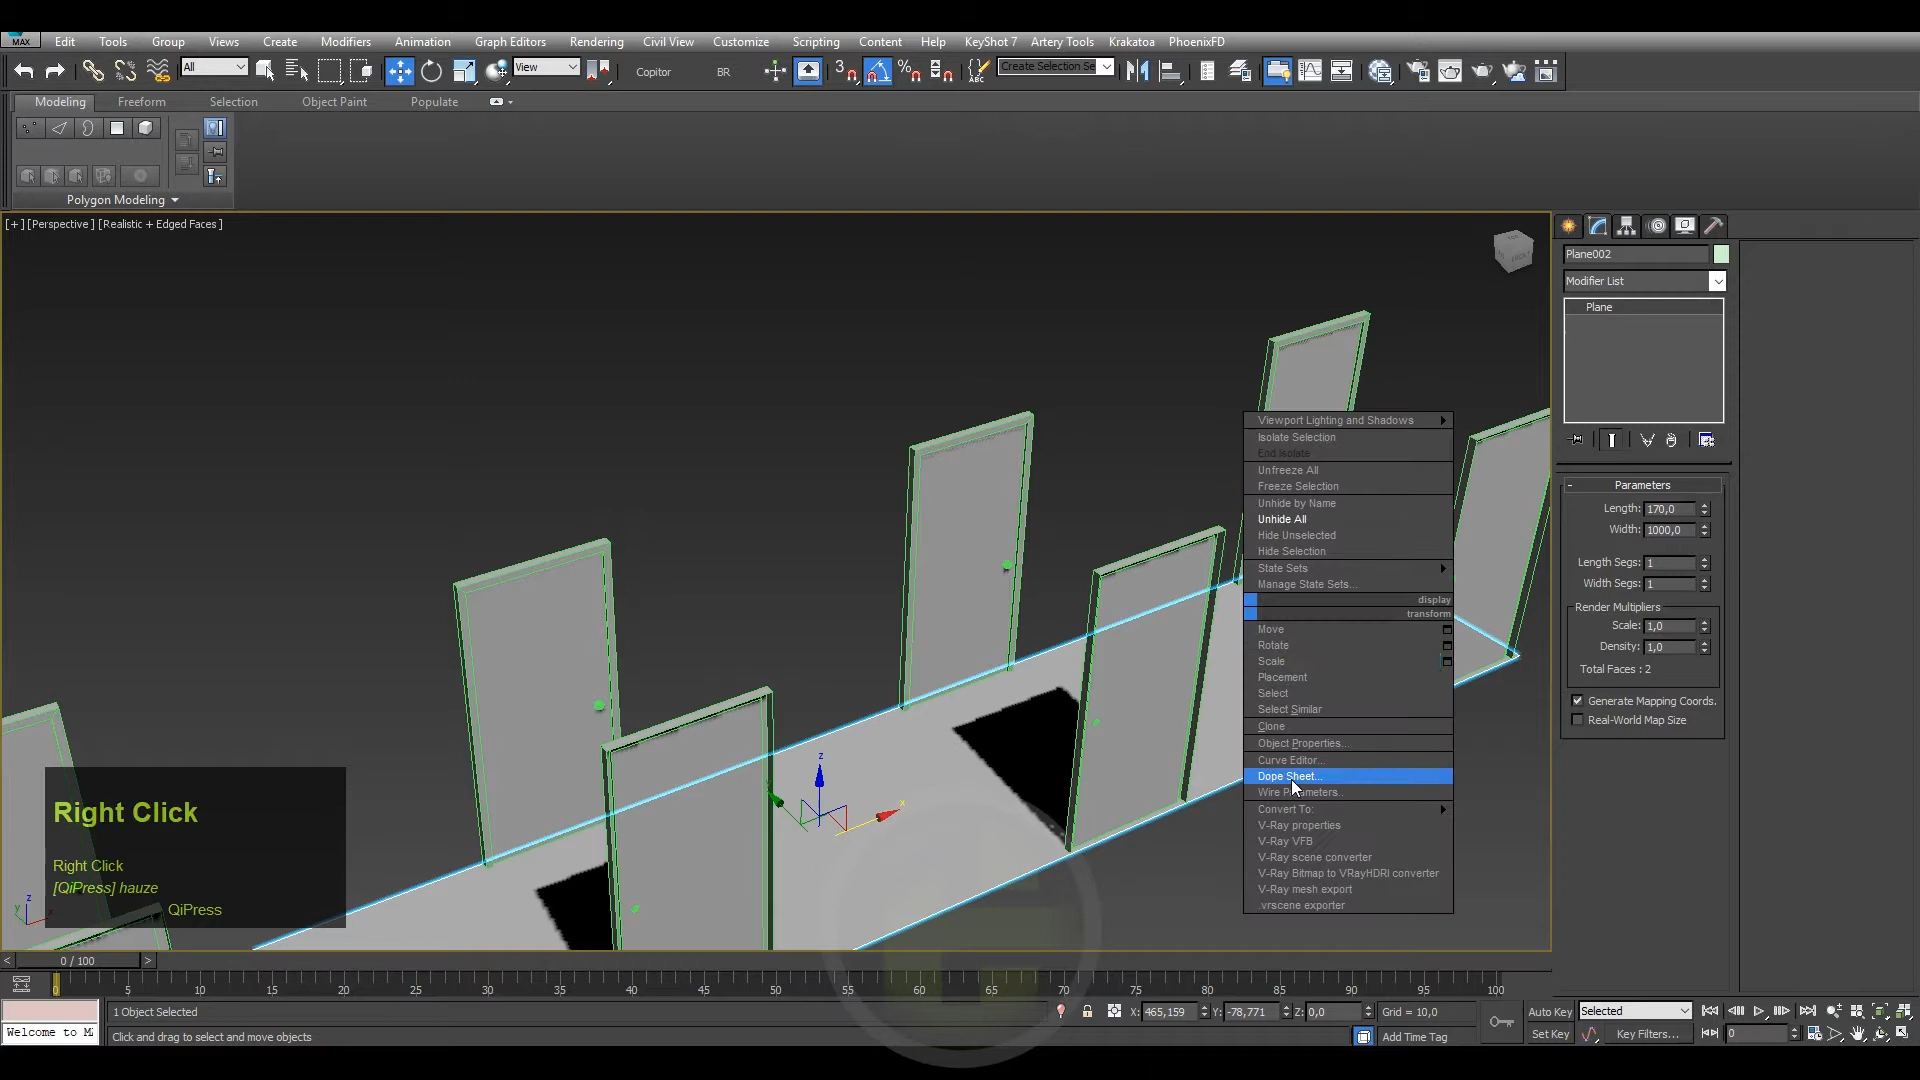 MAX
Edit Tools Group Views Create Modifiers Animation Graph Editors Rendering Civil View Customize Scripting Content Help KeyShot 7 Artery Tools Krakatoa PhoenixFD
All
View
Copitor BR
3
Create Selection Se
Modeling Freeform Selection Object Paint Populate
Polygon Modeling
[+] [Perspective ] [Realistic + Edged Faces ]
Plane002
Modifier List
Plane
Viewport Lighting and Shadows
Isolate Selection
End Isolate
Unfreeze All
Freeze Selection
Unhide by Name
Unhide All
Hide Unselected
Hide Selection
State Sets
Manage State Sets...
display
transform
Move
Rotate
Scale
Placement
Select
Select Similar
Clone
Object Properties...
Curve Editor...
Dope Sheet...
Wire Parameters...
Convert To:
V-Ray properties
V-Ray VFB
V-Ray scene converter
V-Ray Bitmap to VRayHDRI converter
V-Ray mesh export
.vrscene exporter
- Parameters
Length: 170,0
Width: 1000,0
Length Segs: 1
Width Segs: 1
Render Multipliers
Scale: 1,0
Density: 1,0
Total Faces : 2
Generate Mapping Coords.
Real-World Map Size
z
x
Right Click
Right Click
[QiPress] hauze
QiPress
z
y
x
< 0 / 100 >
0 5 10 15 20 25 30 35 40 45 50 55 60 65 70 75 80 85 90 95 100
1 Object Selected
X: 465,159 Y: -78,771 Z: 0,0 Grid = 10,0
Auto Key Selected
Welcome to M
Click and drag to select and move objects
Add Time Tag
Set Key Key Filters... 0